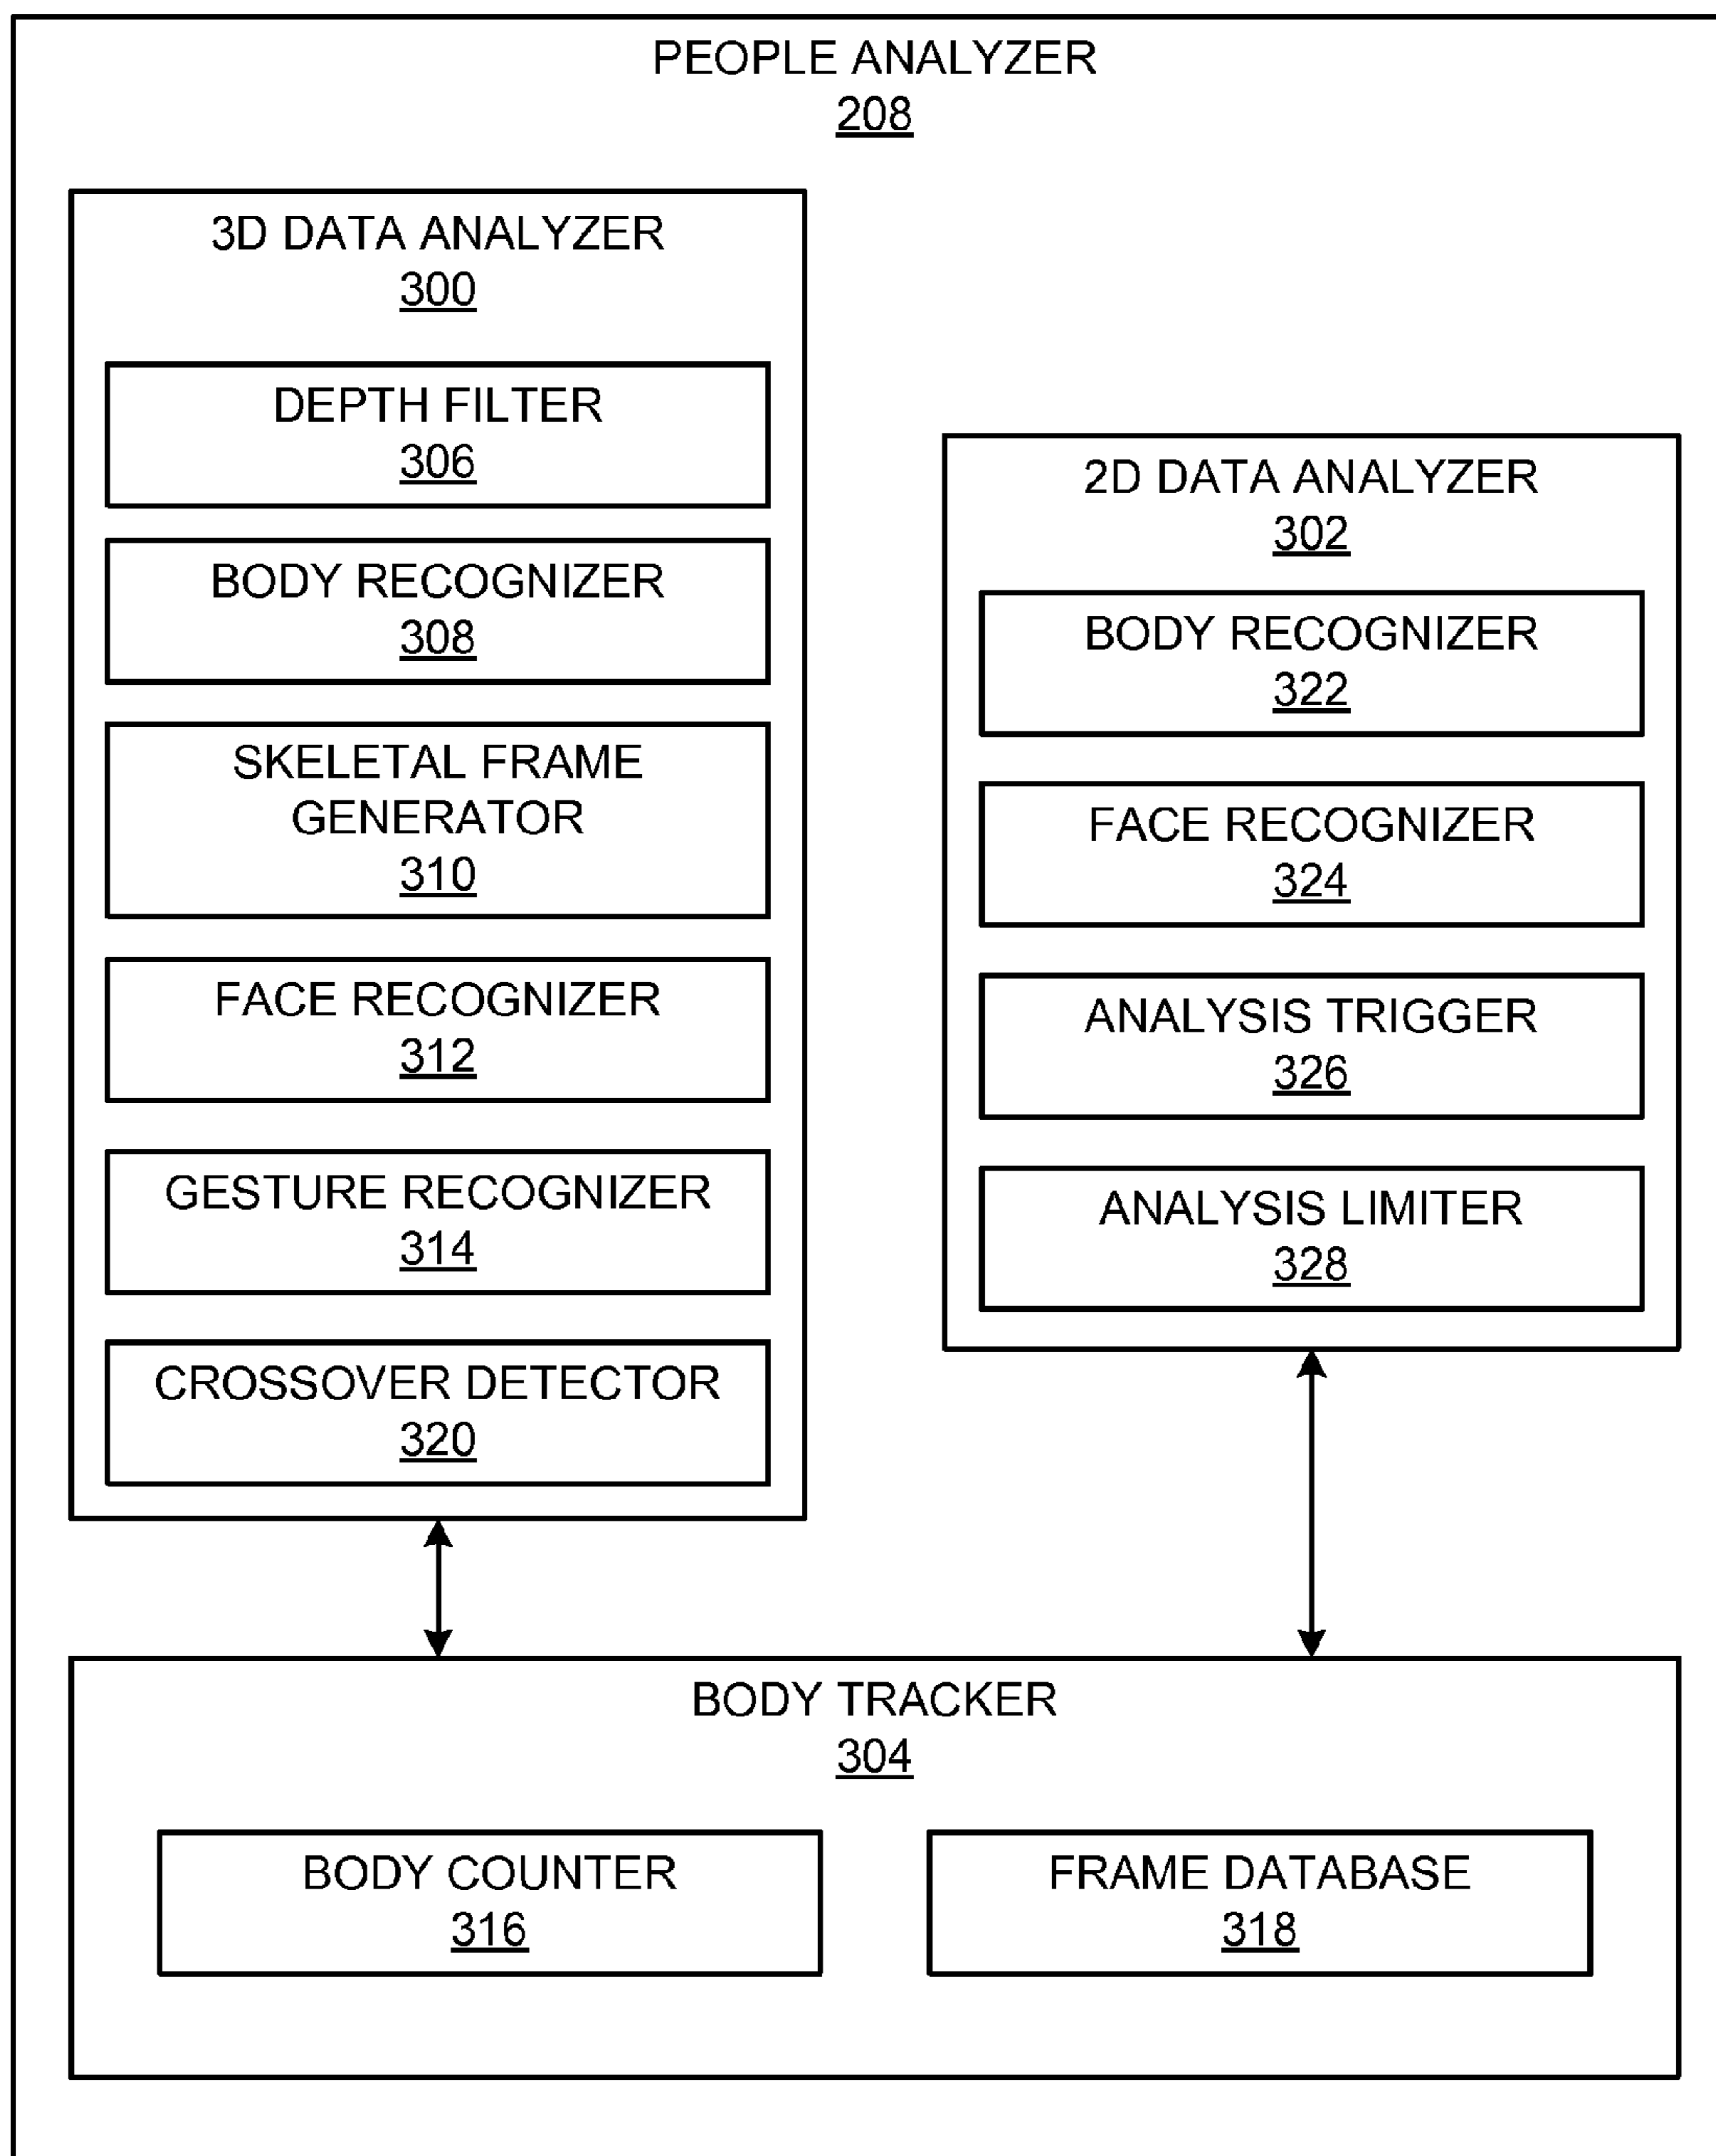 PEOPLE ANALYZER
208
3D DATA ANALYZER
300
DEPTH FILTER
306
BODY RECOGNIZER
308
SKELETAL FRAME
GENERATOR
310
FACE RECOGNIZER
312
GESTURE RECOGNIZER
314
CROSSOVER DETECTOR
320
2D DATA ANALYZER
302
BODY RECOGNIZER
322
FACE RECOGNIZER
324
ANALYSIS TRIGGER
326
ANALYSIS LIMITER
328
BODY TRACKER
304
BODY COUNTER
316
FRAME DATABASE
318